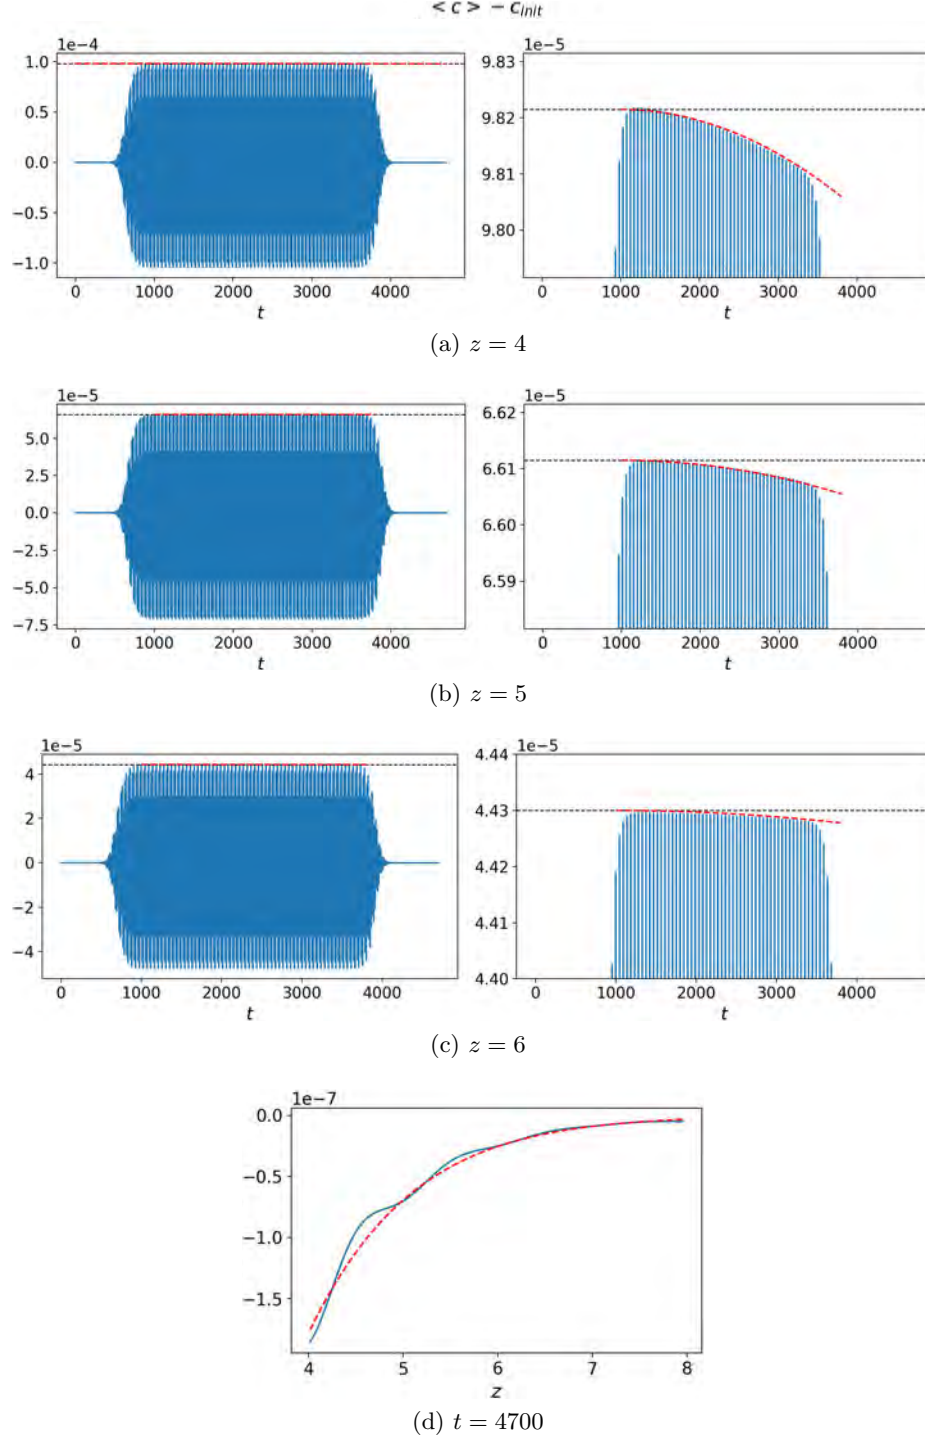 < c > − c_init
1e−4
1e−5
1.0
0.5
0.0
−0.5
−1.0
9.83
9.82
9.81
9.80
0 1000 2000 3000 4000
0 1000 2000 3000 4000
t
t
(a) z = 4
1e−5
1e−5
5.0
2.5
0.0
−2.5
−5.0
−7.5
6.62
6.61
6.60
6.59
0 1000 2000 3000 4000
0 1000 2000 3000 4000
t
t
(b) z = 5
1e−5
1e−5
4
2
0
−2
−4
4.44
4.43
4.42
4.41
4.40
0 1000 2000 3000 4000
0 1000 2000 3000 4000
t
t
(c) z = 6
1e−7
0.0
−0.5
−1.0
−1.5
4 5 6 7 8
z
(d) t = 4700